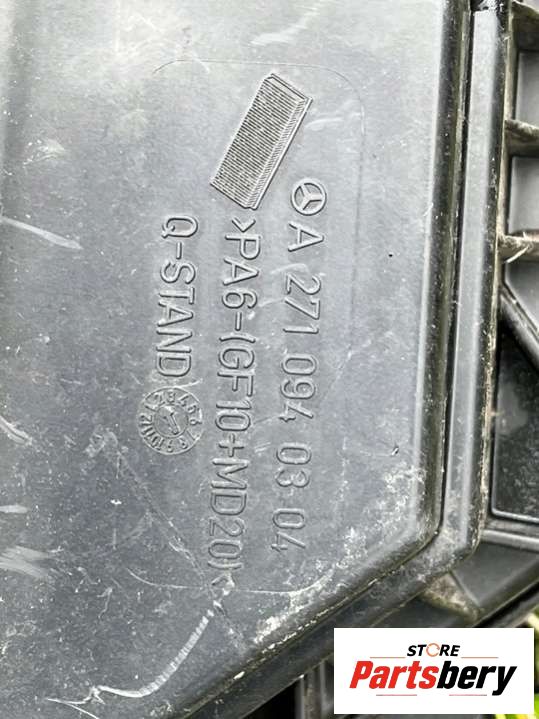 A 271 094 03 04
>PA6-(GF10+MD20)<
Q-STAND
STORE
Partsbery